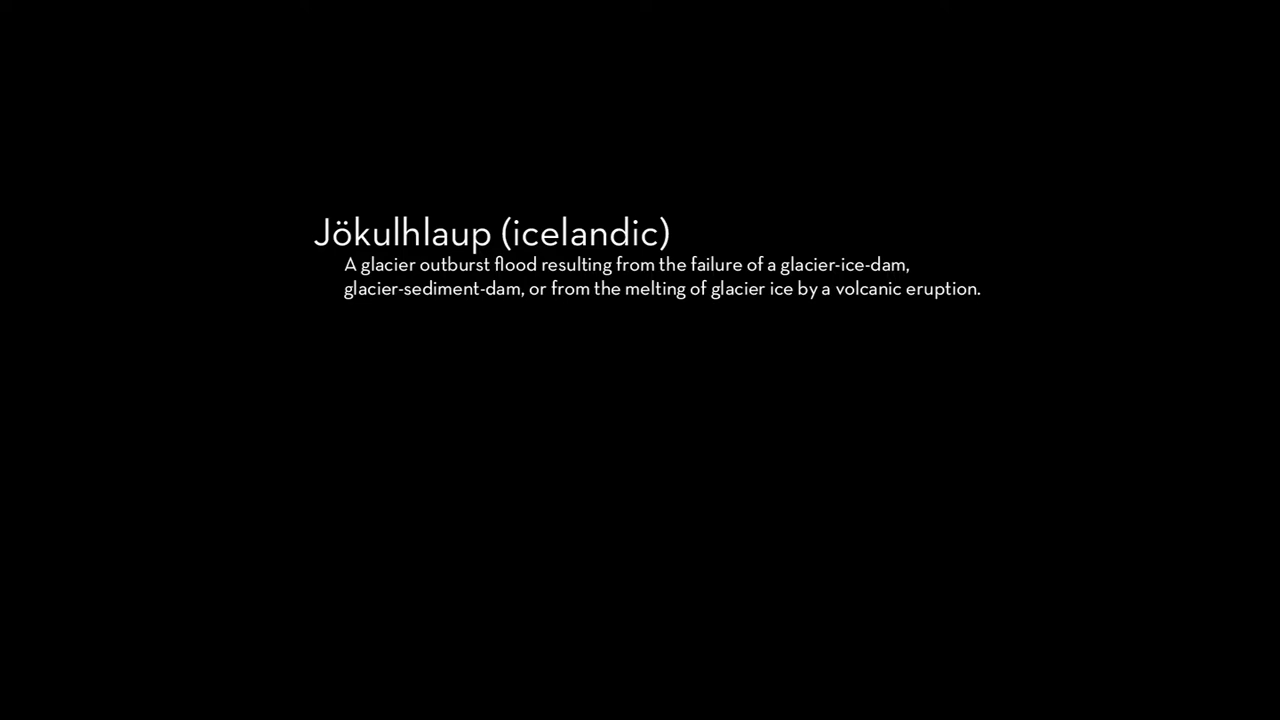 Jökulhlaup (icelandic)
A glacier outburst flood resulting from the failure of a glacier-ice-dam,
glacier-sediment-dam, or from the melting of glacier ice by a volcanic eruption.